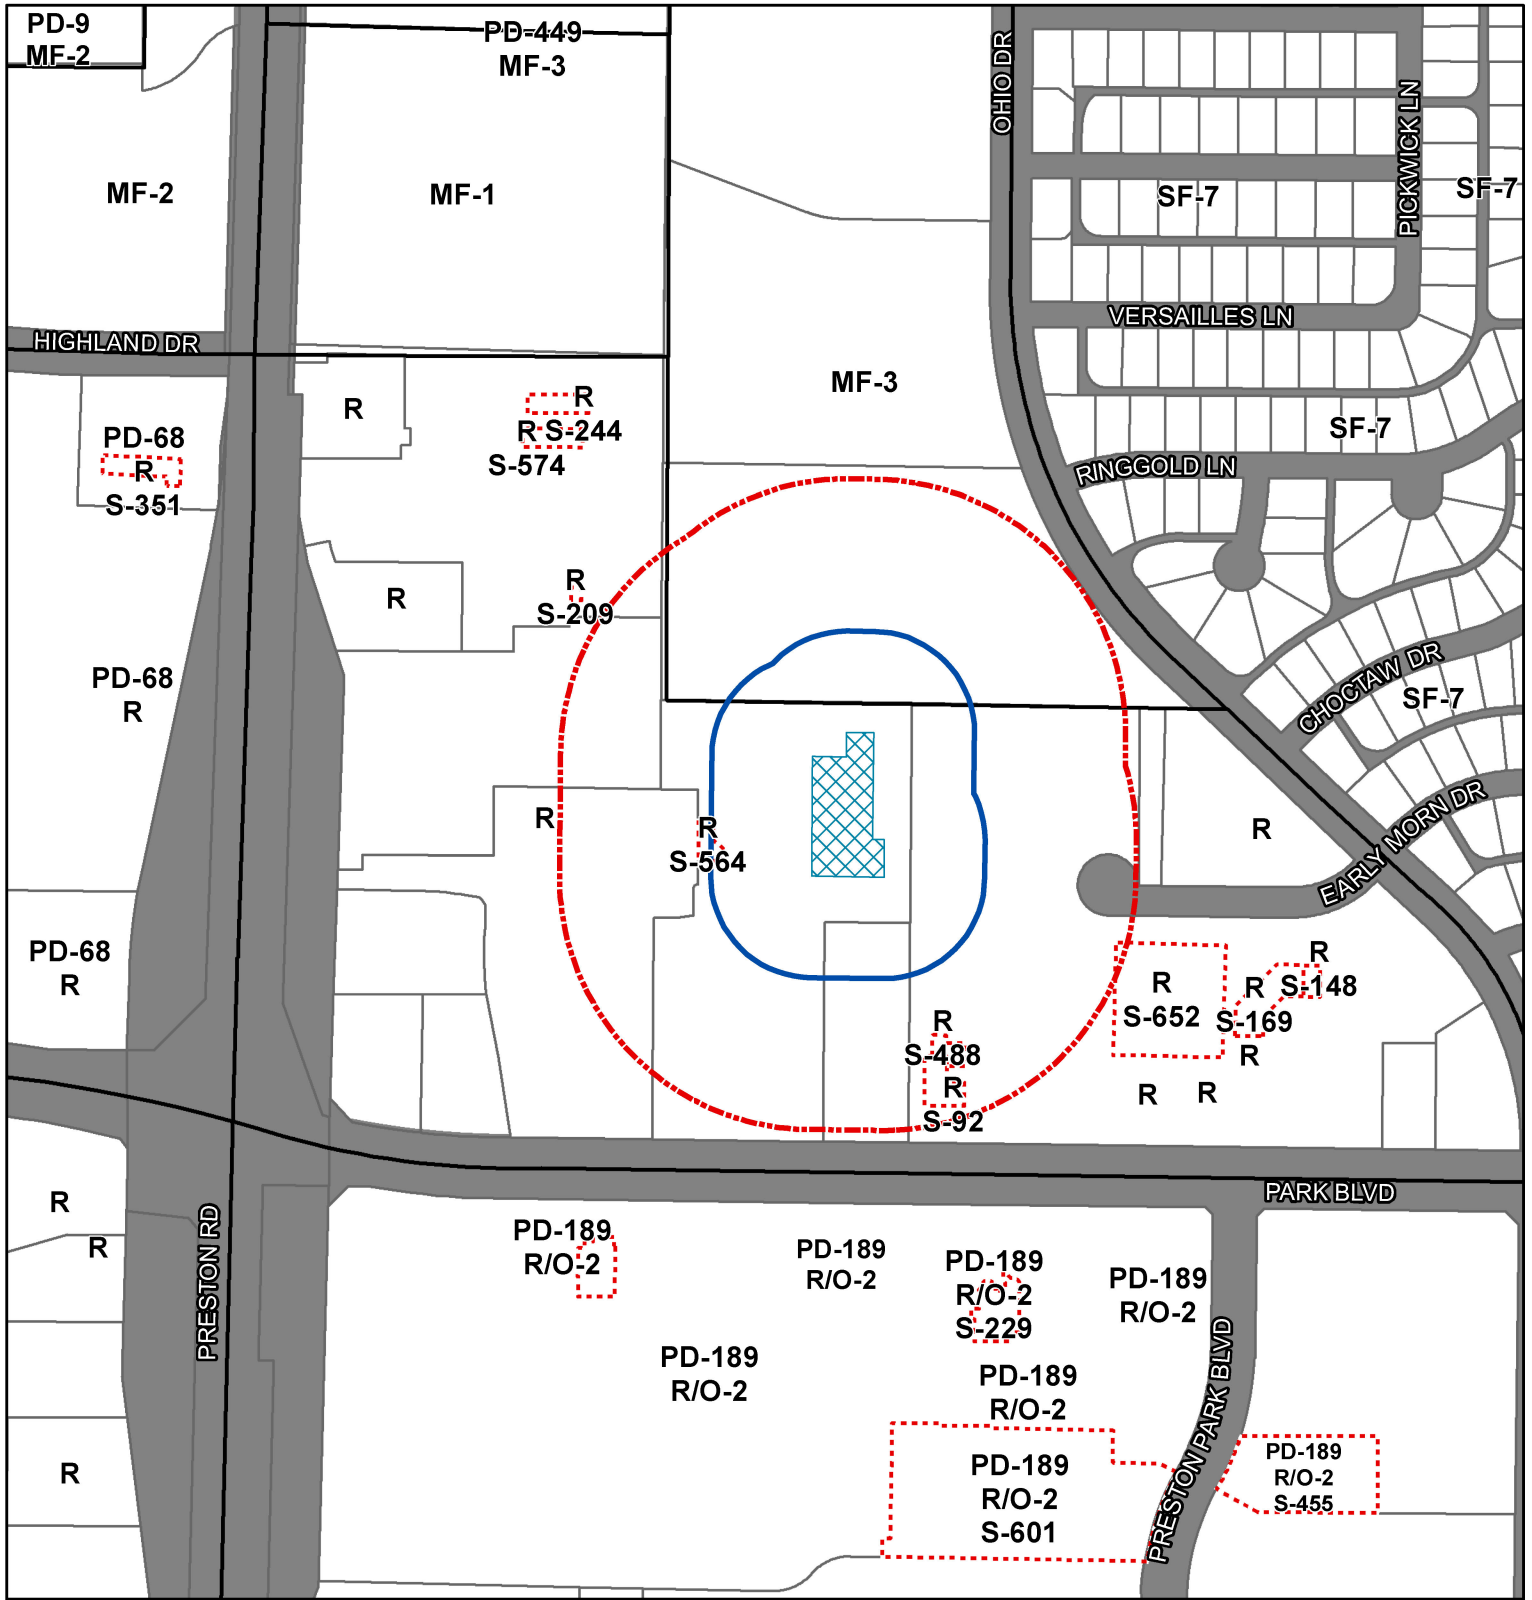 PD-9
MF-2
PD-449
MF-3
OHIO DR
PICKWICK LN
MF-2
MF-1
SF-7
SF-7
VERSAILLES LN
HIGHLAND DR
MF-3
R
R
R S-244
S-574
PD-68
R
S-351
SF-7
RINGGOLD LN
R
R
S-209
PD-68
R
CHOCTAW DR
SF-7
EARLY MORN DR
R
R
S-564
R
PD-68
R
R
S-652
R
S-148
R
S-169
R
R
R
R
S-488
R
S-92
PARK BLVD
R
R
PRESTON RD
PD-189
R/O-2
PD-189
R/O-2
PD-189
R/O-2
S-229
PD-189
R/O-2
PD-189
R/O-2
PD-189
R/O-2
PRESTON PARK BLVD
PD-189
R/O-2
S-601
PD-189
R/O-2
S-455
R